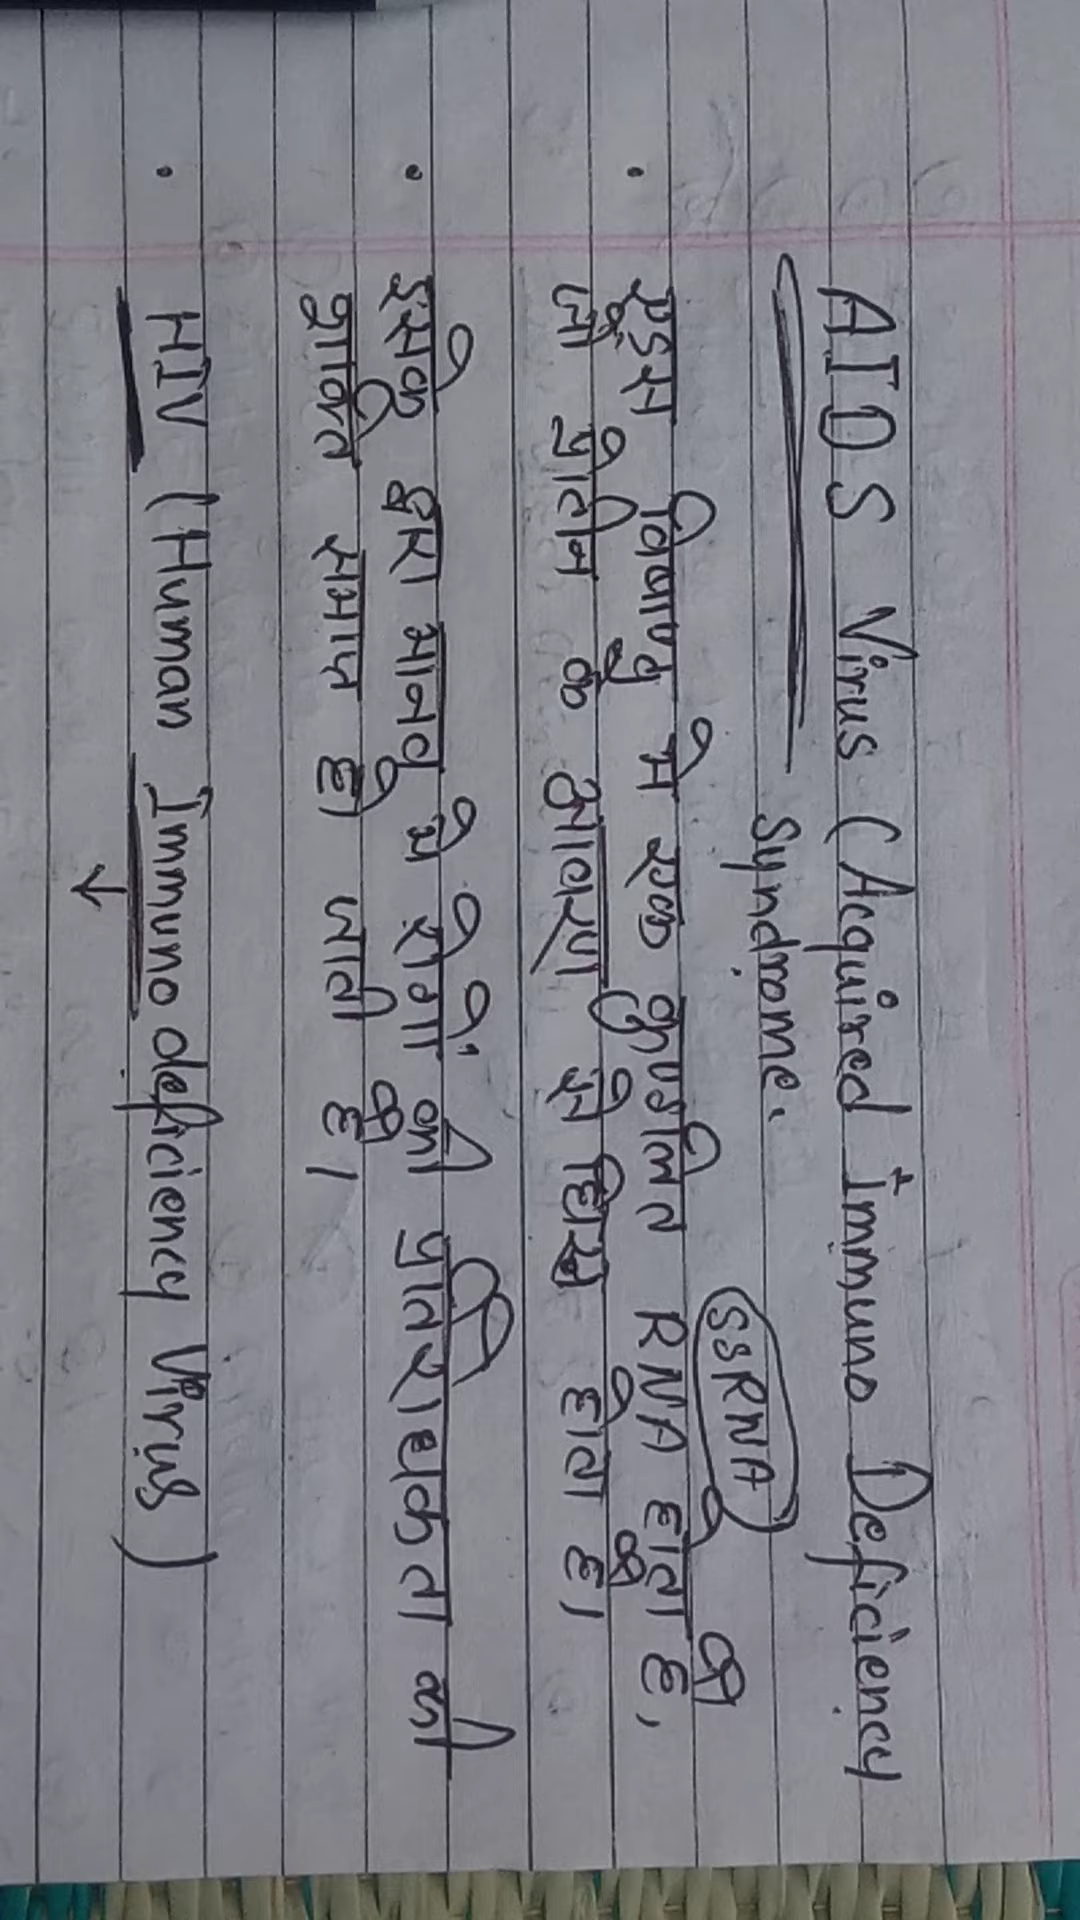 AIDS Virus (Acquired Immuno Deficiency
Syndrome.
SSRNA
• एड्स विषाणु में एक कुण्डलित RNA होता है,
जो प्रोटीन के आवरण से घिरा होता है।
• इसके द्वारा मानव में रोगों की प्रतिरोधकता की
शक्ति समाप्त हो जाती है।
• HIV (Human Immuno deficiency Virus)
↓